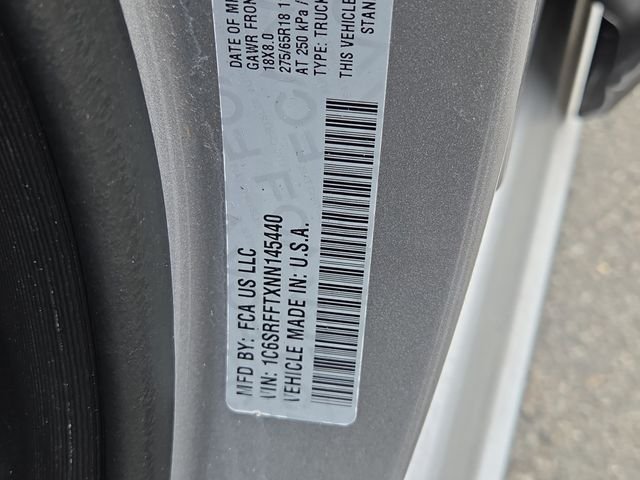 MFD BY: FCA US LLC
VIN: 1C6SRFFTXNN145440
VEHICLE MADE IN: U.S.A.
DATE OF M
GAWR FRON
18X8.0
275/65R18 1
AT 250 kPa /
TYPE: TRUCK
THIS VEHICLE
STAN